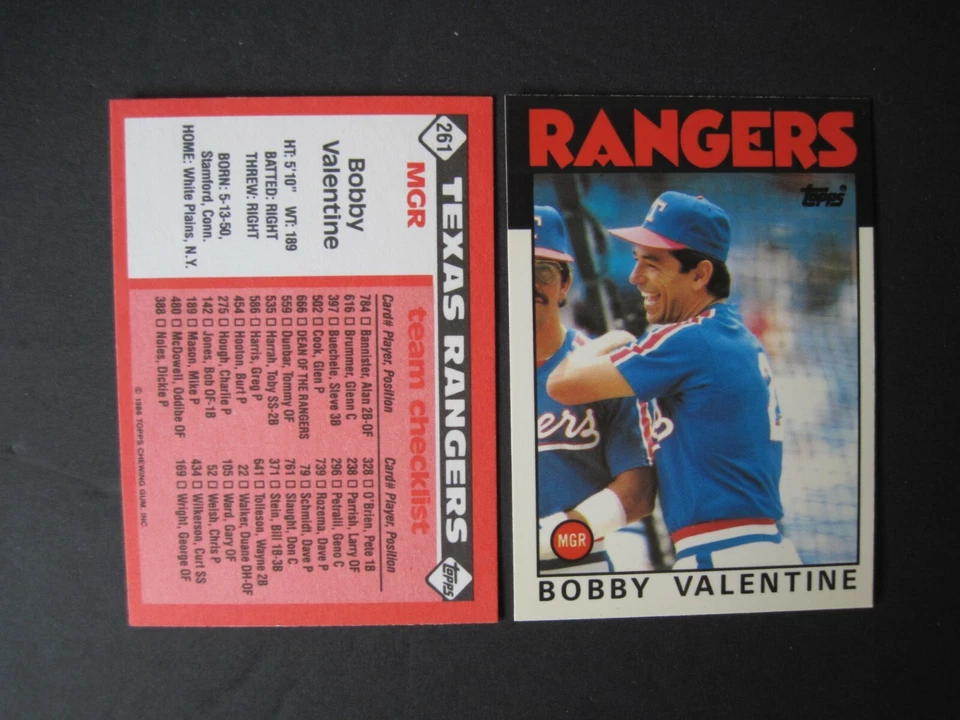 261
TEXAS RANGERS
topps
MGR
Bobby
Valentine
HT: 5'10" WT: 189
BATTED: RIGHT
THREW: RIGHT
BORN: 5-13-50,
Stamford, Conn.
HOME: White Plains, N.Y.
team checklist
Card# Player, Position
784 □ Bannister, Alan 2B-OF
616 □ Brummer, Glenn C
397 □ Buechele, Steve 3B
502 □ Cook, Glen P
666 □ DEAN OF THE RANGERS
559 □ Dunbar, Tommy OF
535 □ Harrah, Toby SS-2B
586 □ Harris, Greg P
454 □ Hooton, Burt P
275 □ Hough, Charlie P
142 □ Jones, Bob OF-1B
189 □ Mason, Mike P
480 □ McDowell, Oddibe OF
388 □ Noles, Dickie P
Card# Player, Position
328 □ O'Brien, Pete 1B
238 □ Parrish, Larry OF
296 □ Petralli, Geno C
739 □ Rozema, Dave P
79 □ Schmidt, Dave P
761 □ Slaught, Don C
371 □ Stein, Bill 1B-3B
641 □ Tolleson, Wayne 2B
22 □ Walker, Duane DH-OF
105 □ Ward, Gary OF
52 □ Welsh, Chris P
434 □ Wilkerson, Curt SS
169 □ Wright, George OF
© 1986 TOPPS CHEWING GUM, INC.
RANGERS
topps®
T
ers
MGR
BOBBY VALENTINE